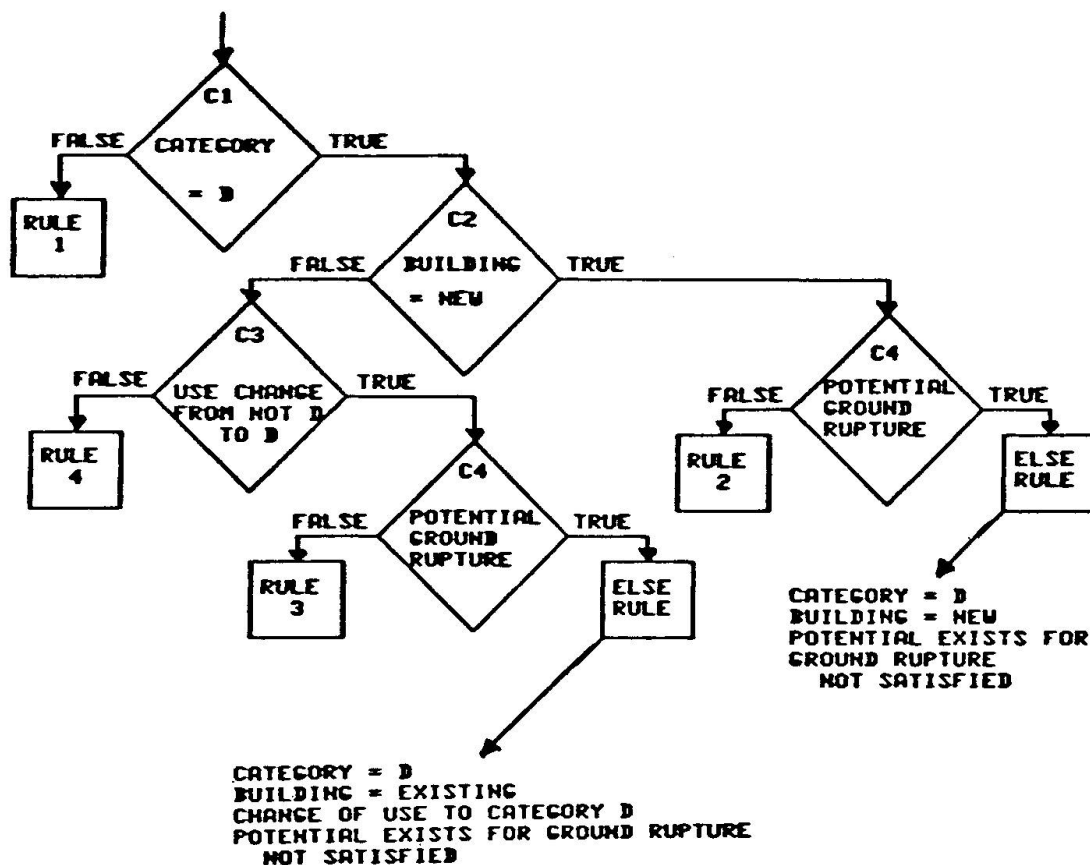 C1
FALSE
CATEGORY
TRUE
= D
RULE
1
C2
FALSE
BUILDING
TRUE
= NEW
C3
FALSE
USE CHANGE
TRUE
FROM NOT D
TO D
RULE
4
C4
FALSE
POTENTIAL
TRUE
GROUND
RUPTURE
RULE
2
ELSE
RULE
C4
FALSE
POTENTIAL
TRUE
GROUND
RUPTURE
RULE
3
ELSE
RULE
CATEGORY = D
BUILDING = NEW
POTENTIAL EXISTS FOR
GROUND RUPTURE
NOT SATISFIED
CATEGORY = D
BUILDING = EXISTING
CHANGE OF USE TO CATEGORY D
POTENTIAL EXISTS FOR GROUND RUPTURE
NOT SATISFIED